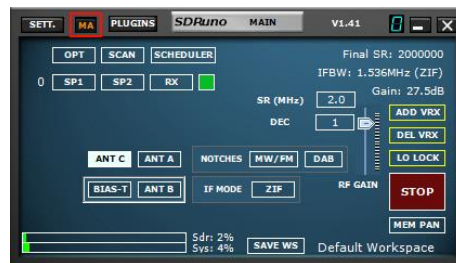 SETT. MA PLUGINS SDRuno MAIN V1.41 8 X
OPT SCAN SCHEDULER Final SR: 2000000
IFBW: 1.536MHz (ZIF)
0 SP1 SP2 RX Gain: 27.5dB
SR (MHz) 2.0 ADD VRX
DEC 1 DEL VRX
ANT C ANT A NOTCHES MW/FM DAB LO LOCK
BIAS-T ANT B IF MODE ZIF RF GAIN STOP
MEM PAN
Sdr: 2%
Sys: 4% SAVE WS Default Workspace